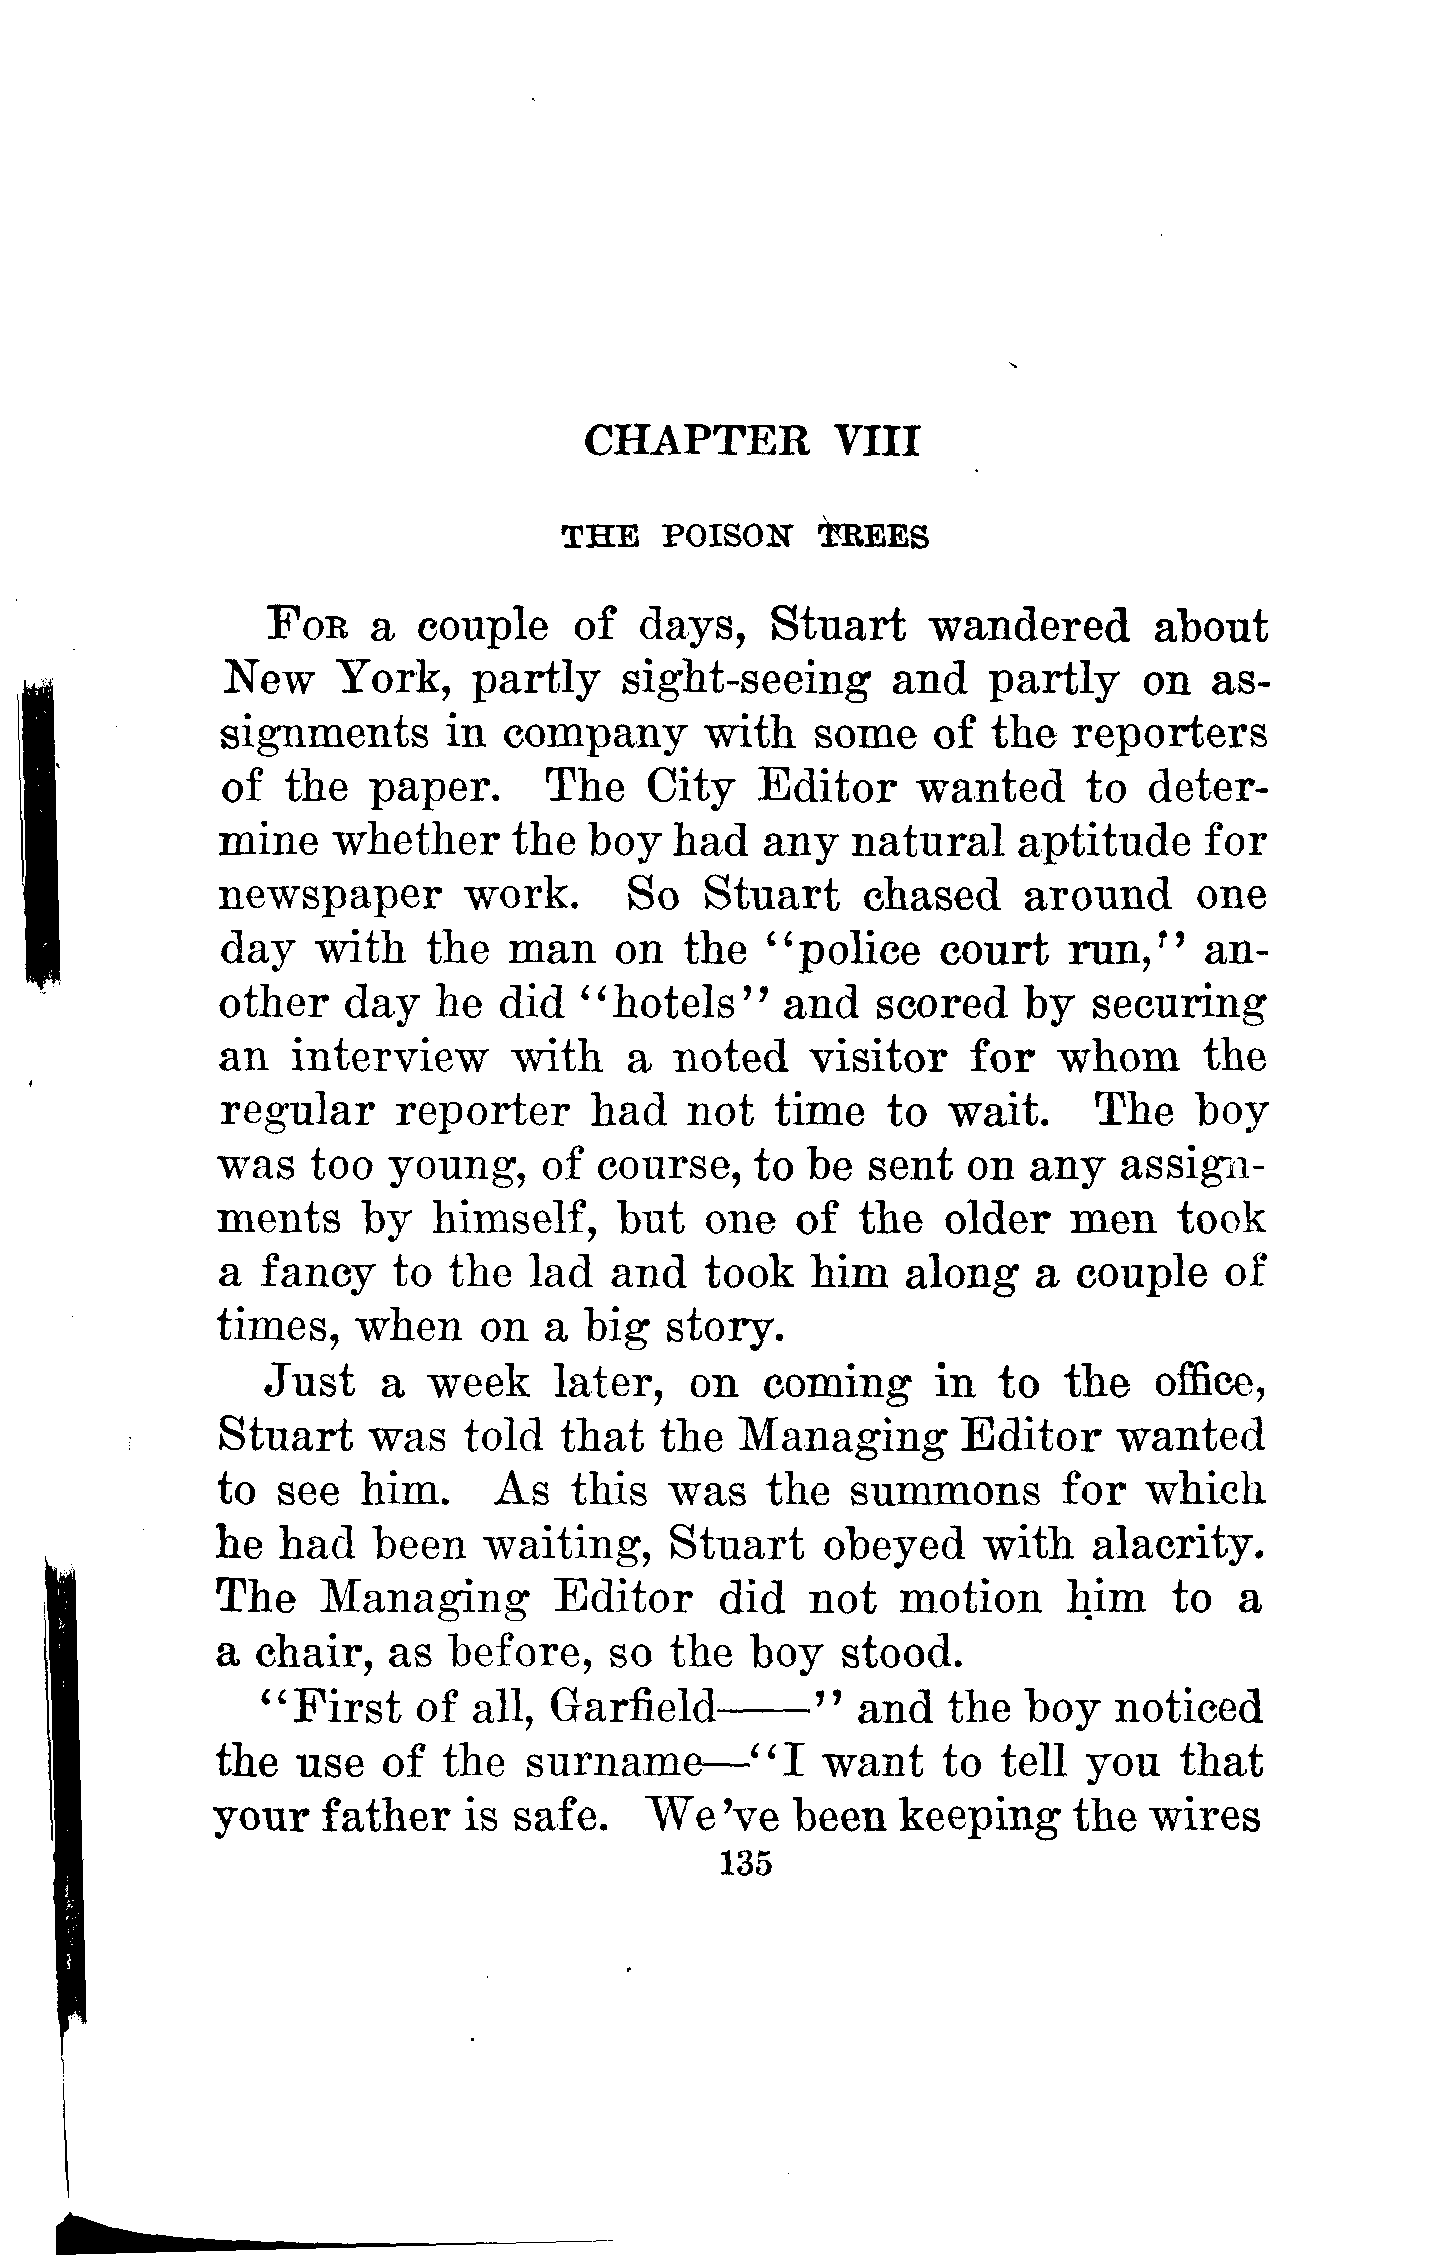 CHAPTER VIII
THE POISON TREES
FOR a couple of days, Stuart wandered about
New York, partly sight-seeing and partly on as-
signments in company with some of the reporters
of the paper. The City Editor wanted to deter-
mine whether the boy had any natural aptitude for
newspaper work. So Stuart chased around one
day with the man on the "police court run," an-
other day he did "hotels" and scored by securing
an interview with a noted visitor for whom the
regular reporter had not time to wait. The boy
was too young, of course, to be sent on any assign-
ments by himself, but one of the older men took
a fancy to the lad and took him along a couple of
times, when on a big story.
Just a week later, on coming in to the office,
Stuart was told that the Managing Editor wanted
to see him. As this was the summons for which
he had been waiting, Stuart obeyed with alacrity.
The Managing Editor did not motion him to a
a chair, as before, so the boy stood.
"First of all, Garfield——" and the boy noticed
the use of the surname—"I want to tell you that
your father is safe. We've been keeping the wires
135